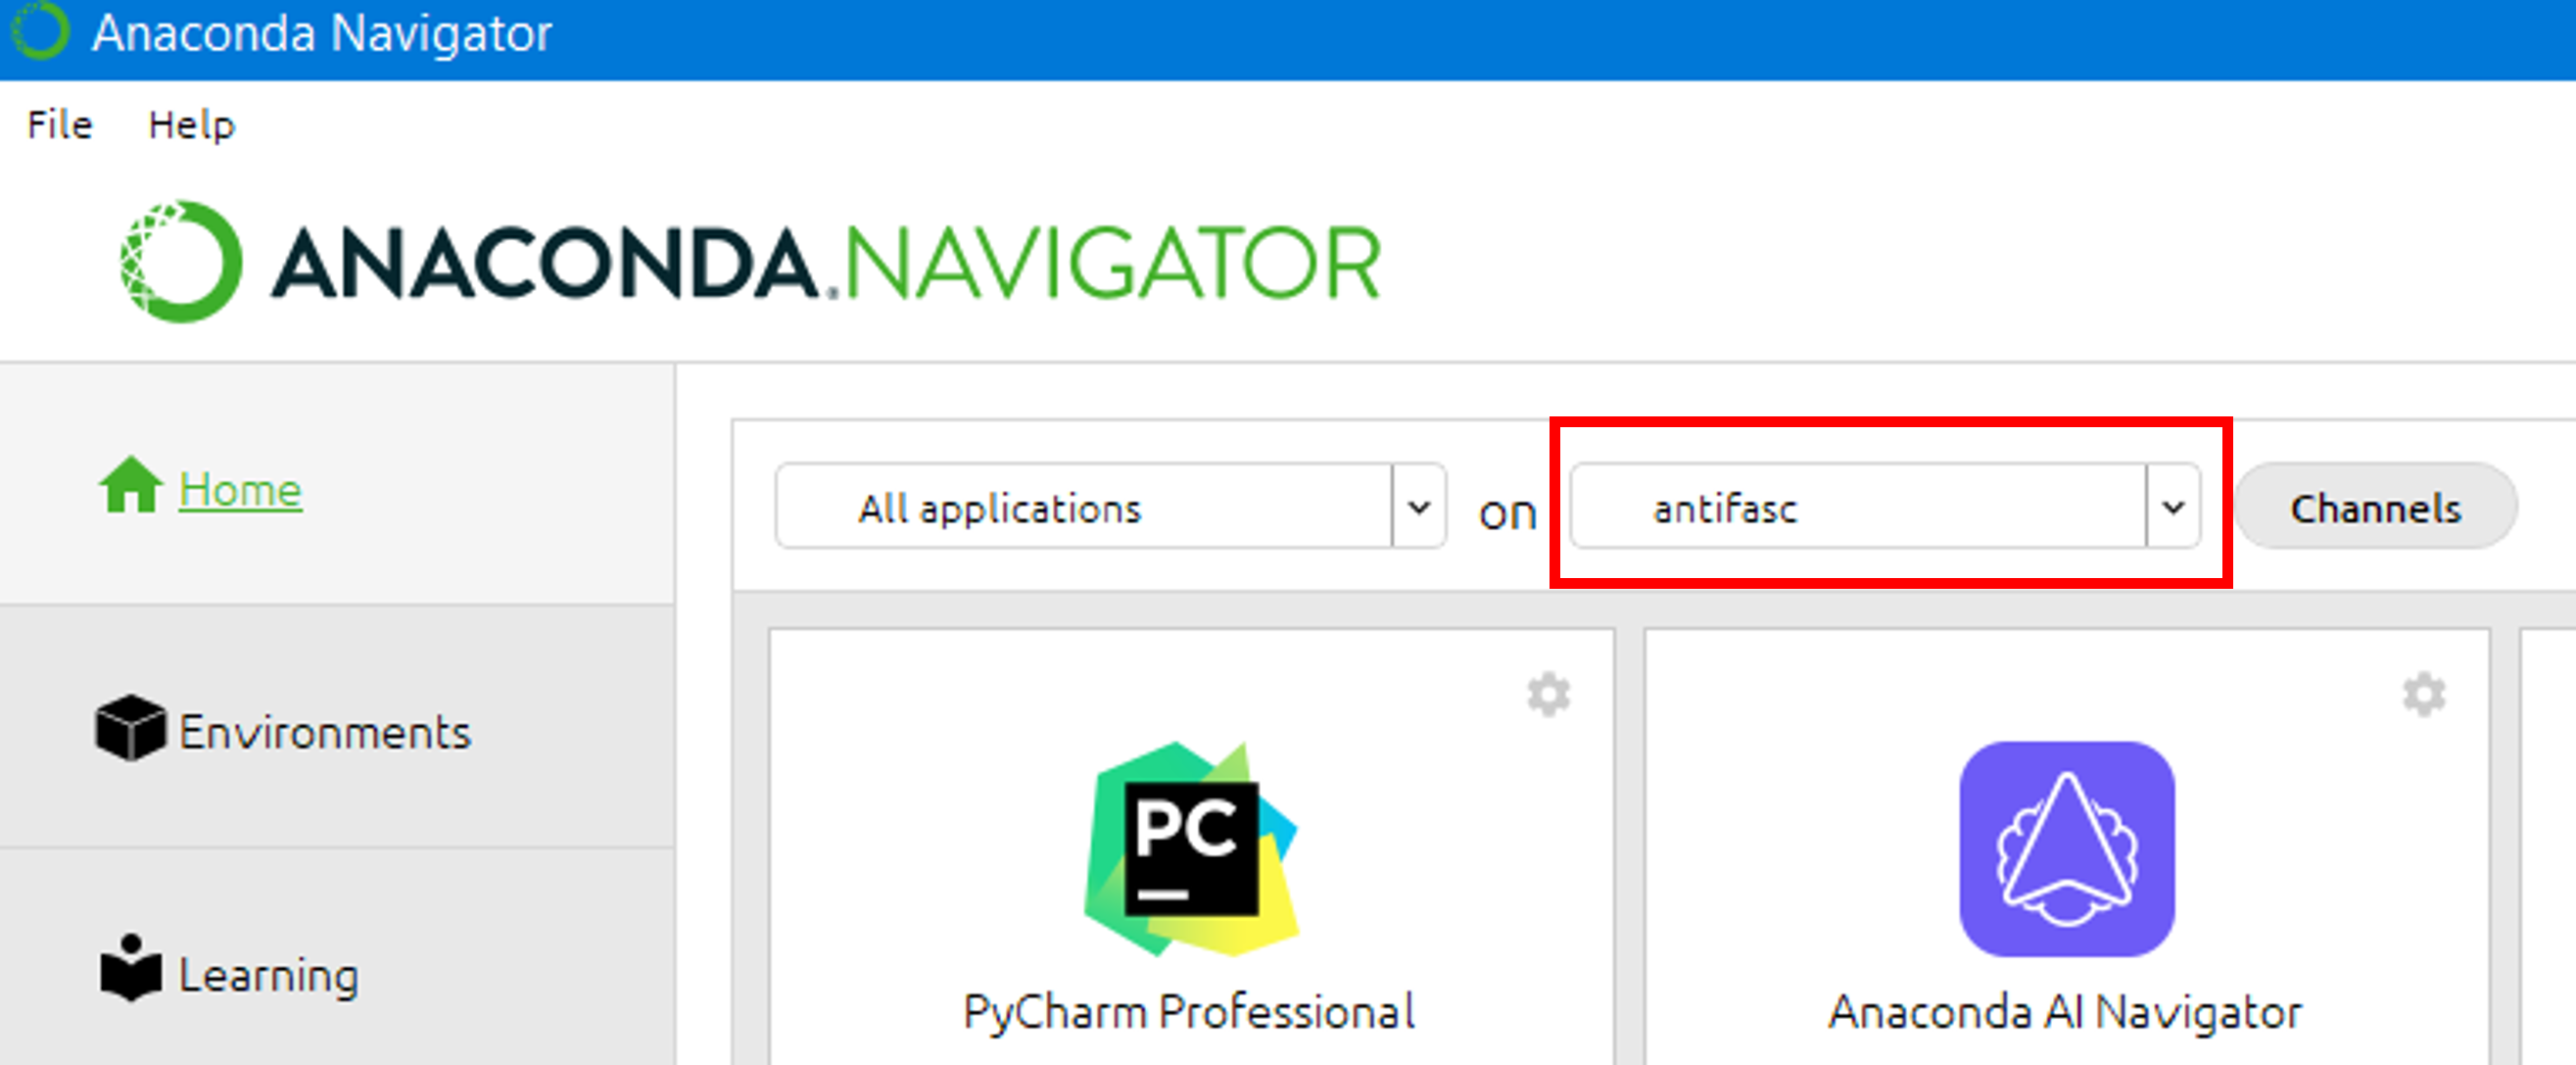 Anaconda Navigator
File Help
ANACONDA.NAVIGATOR
Home
All applications on antifasc Channels
Environments
PC
Learning
PyCharm Professional Anaconda AI Navigator